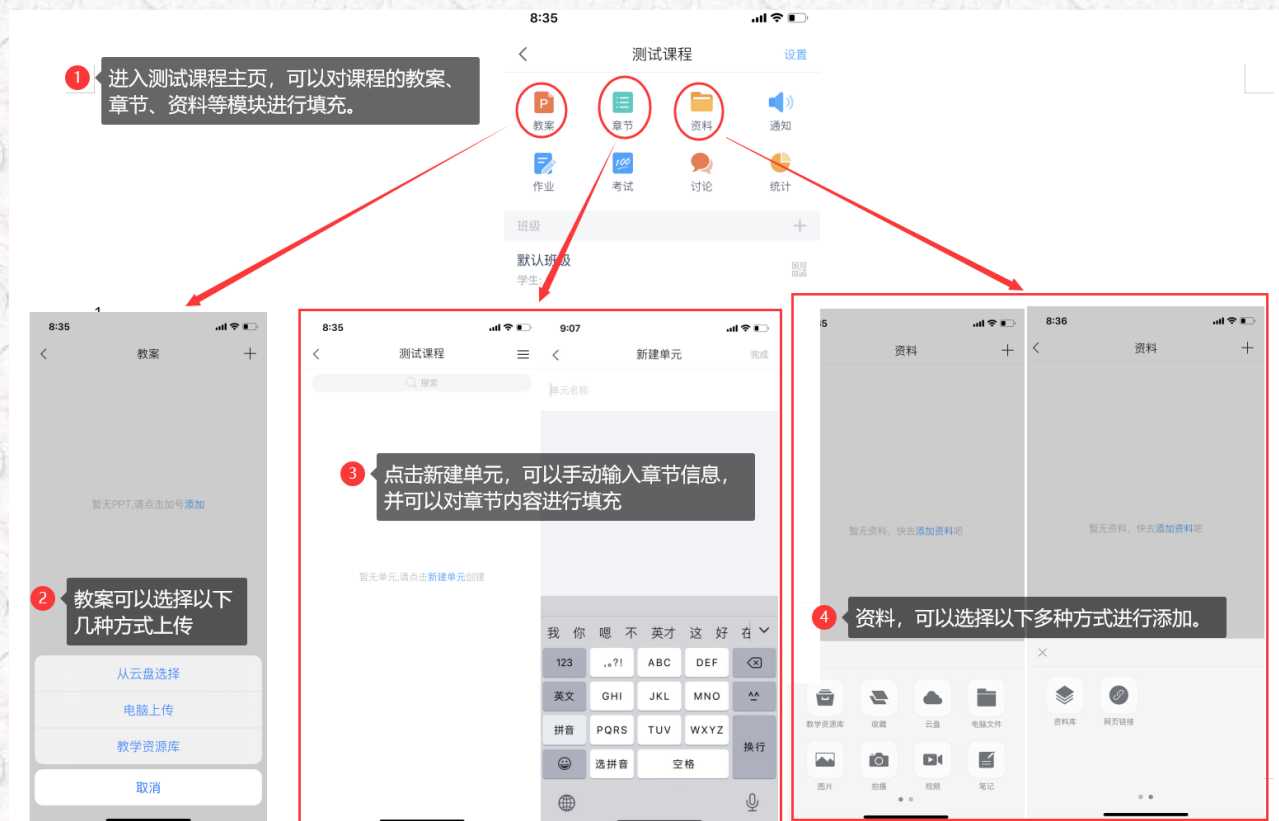 8:35
测试课程
设置
1
进入测试课程主页，可以对课程的教案、
章节、资料等模块进行填充。
P
教案
章节
资料
通知
100
作业
考试
讨论
统计
班级
默认班级
学生:
1
8:35
教案
暂无PPT,请点击加号添加
2
教案可以选择以下
几种方式上传
从云盘选择
电脑上传
教学资源库
取消
8:35
测试课程
搜索
暂无单元,请点击新建单元创建
9:07
新建单元
完成
单元名称
3
点击新建单元，可以手动输入章节信息，
并可以对章节内容进行填充
我 你 嗯 不 英才 这 好 在
123 ,。?! ABC DEF
英文 GHI JKL MNO ^^
拼音 PQRS TUV WXYZ
换行
选拼音 空格
5
资料
暂无资料，快去添加资料吧
8:36
资料
暂无资料，快去添加资料吧
4
资料，可以选择以下多种方式进行添加。
教学资源库 收藏 云盘 电脑文件
图片 拍摄 视频 笔记
资料库 网页链接